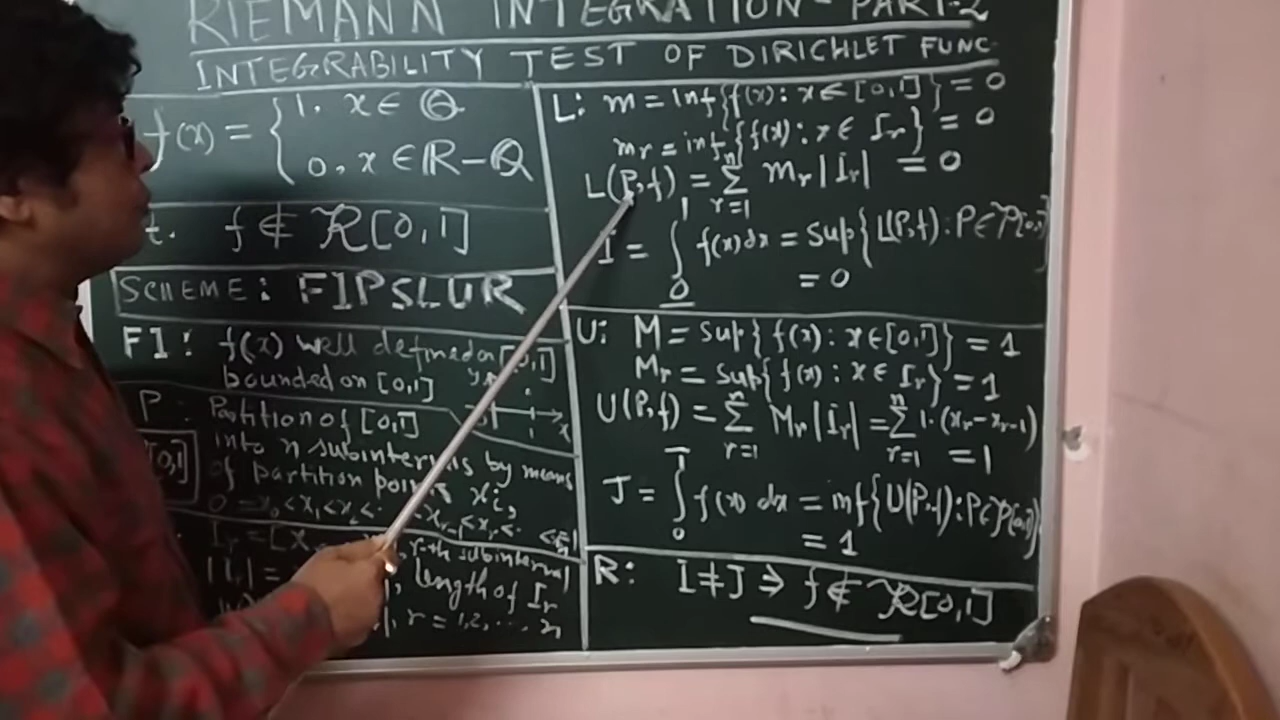 RIEMANN INTEGRATION - PART-2
INTEGRABILITY TEST OF DIRICHLET FUNC
f(x) = { 1, x ∈ Q
0, x ∈ R-Q
t. f ∉ R[0,1]
SCHEME: FIPSLUR
FI: f(x) well defined on [0,1]
bounded on [0,1]
P: Partition of [0,1]
into n subintervals by means
of partition points xi,
[0,1]
0 = x0 < x1 < x2 < xr-1 < xr <
Ir = [x , r-th subinterval
|Ir| = , length of Ir
, r = 1,2, ..., n
L: m = Inf{f(x): x ∈ [0,1]} = 0
mr = inf{f(x): x ∈ Ir} = 0
L(P,f) = n Σ r=1 mr |Ir| = 0
I = 1 ∫ 0 f(x) dx = Sup{L(P,f): P ∈ P[0,1]}
= 0
U: M = Sup{f(x): x ∈ [0,1]} = 1
Mr = Sup{f(x): x ∈ Ir} = 1
U(P,f) = n Σ r=1 Mr |Ir| = n Σ r=1 1·(xr - xr-1)
= 1
J = 1 ∫ 0 f(x) dx = inf{U(P,f): P ∈ P[0,1]}
= 1
R: I ≠ J ⇒ f ∉ R[0,1]